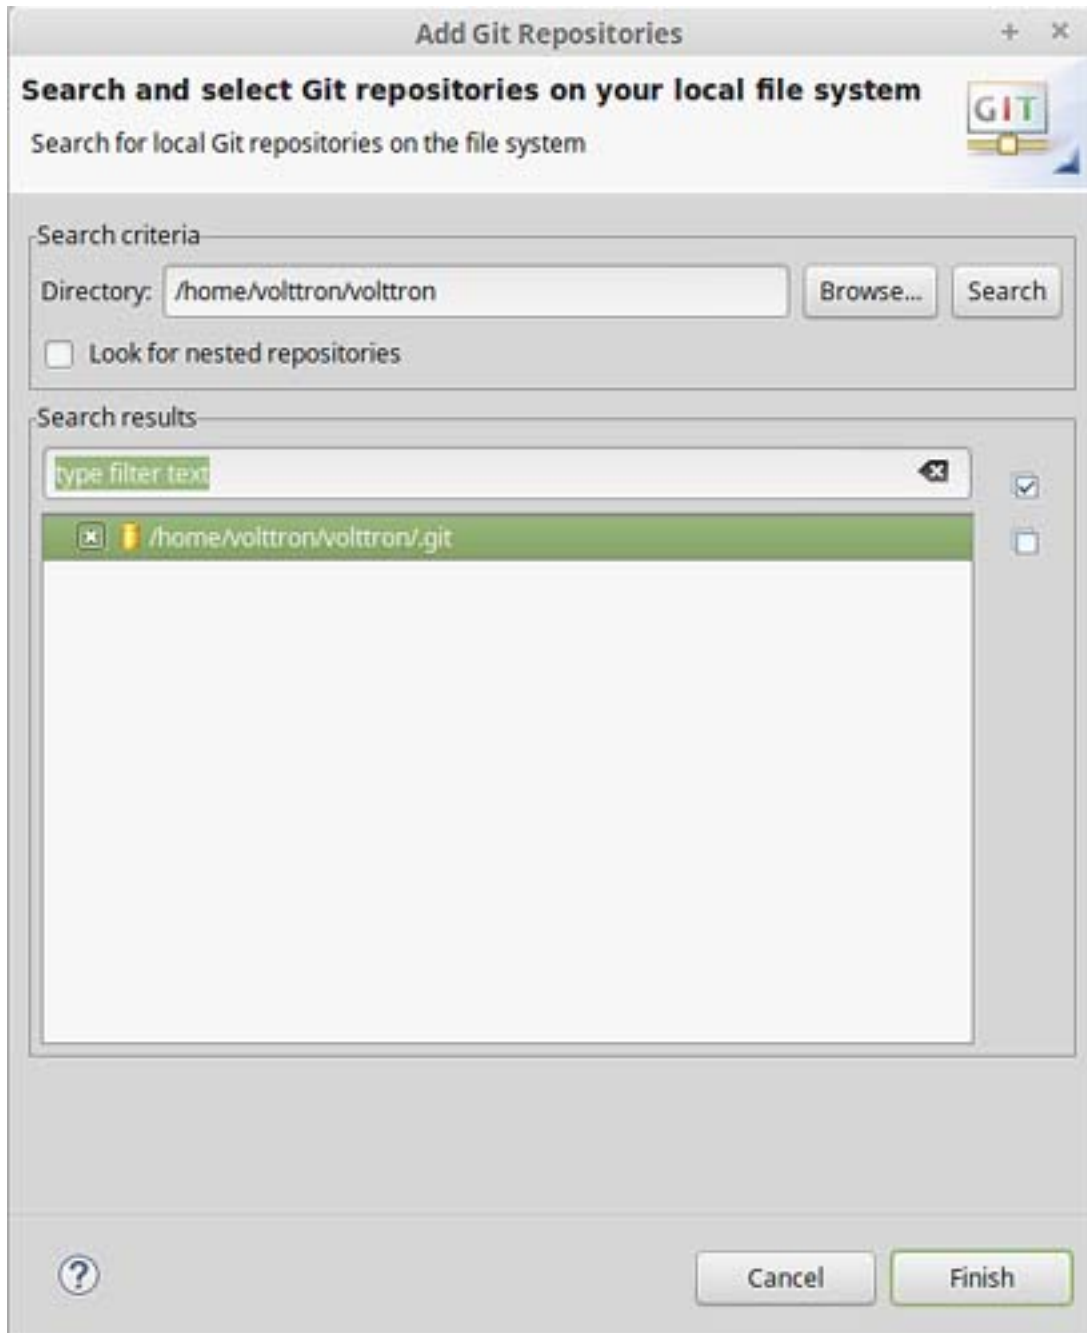 Add Git Repositories
Search and select Git repositories on your local file system
Search for local Git repositories on the file system
GIT
Search criteria
Directory: /home/volttron/volttron Browse... Search
Look for nested repositories
Search results
type filter text
/home/volttron/volttron/.git
Cancel Finish